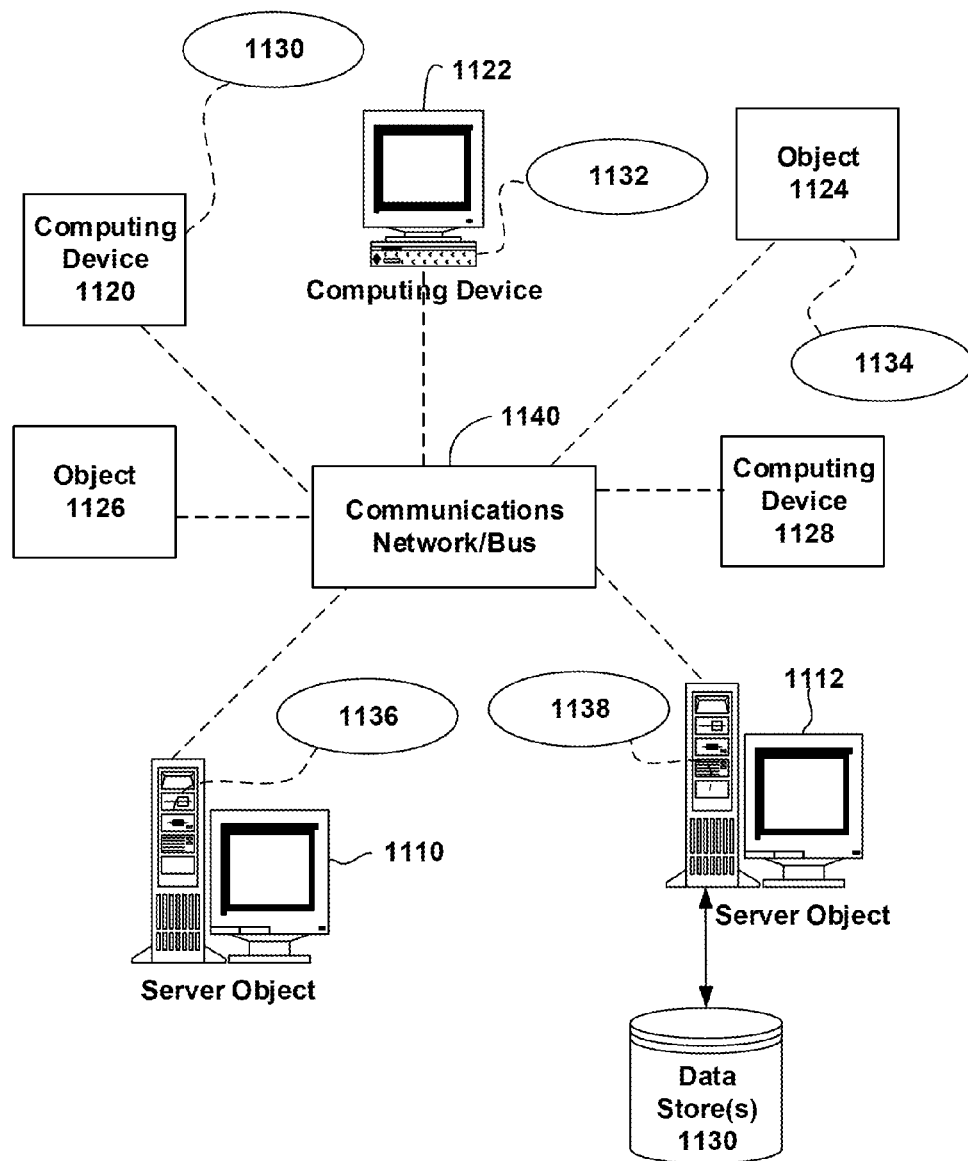 1130
1122
Object
1124
1132
Computing
Device
1120
Computing Device
1134
1140
Object
1126
Communications
Network/Bus
Computing
Device
1128
1136
1138
1112
1110
Server Object
Server Object
Data
Store(s)
1130